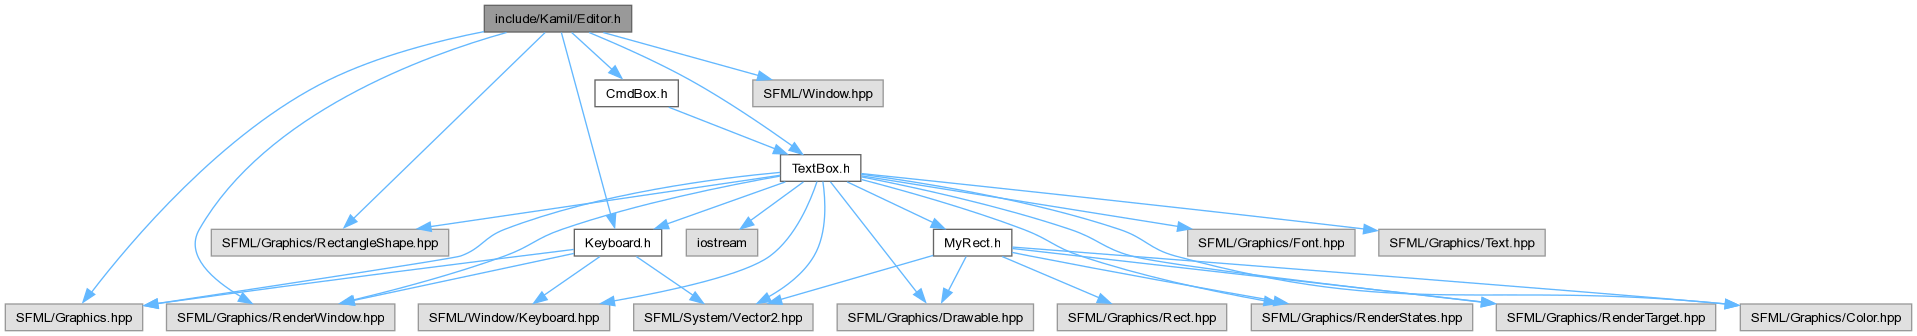 include/Kamil/Editor.h
CmdBox.h
SFML/Window.hpp
TextBox.h
SFML/Graphics/RectangleShape.hpp
Keyboard.h
iostream
MyRect.h
SFML/Graphics/Font.hpp
SFML/Graphics/Text.hpp
SFML/Graphics.hpp
SFML/Graphics/RenderWindow.hpp
SFML/Window/Keyboard.hpp
SFML/System/Vector2.hpp
SFML/Graphics/Drawable.hpp
SFML/Graphics/Rect.hpp
SFML/Graphics/RenderStates.hpp
SFML/Graphics/RenderTarget.hpp
SFML/Graphics/Color.hpp